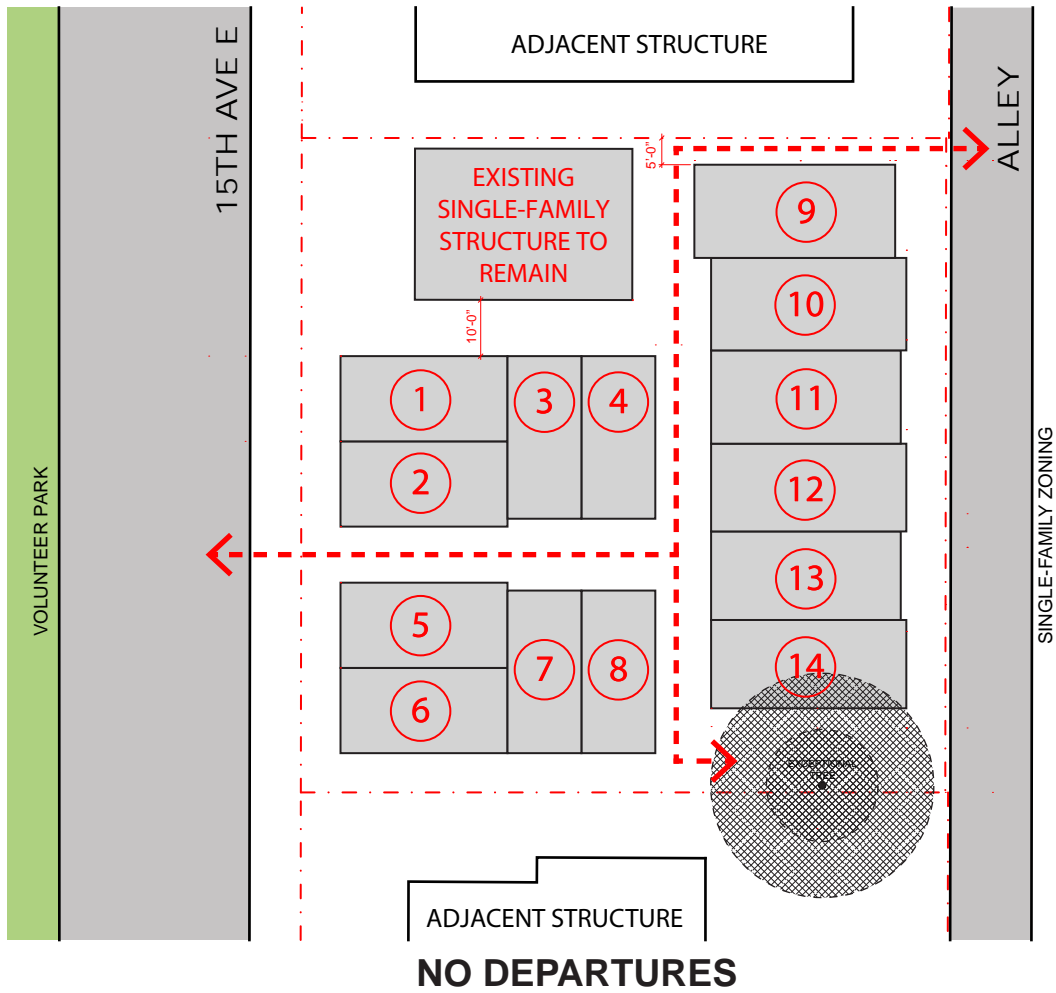 ADJACENT STRUCTURE
15TH AVE E
ALLEY
5'-0"
EXISTING
SINGLE-FAMILY
STRUCTURE TO
REMAIN
9
10
10'-0"
1
3
4
11
2
12
VOLUNTEER PARK
SINGLE-FAMILY ZONING
13
5
7
8
14
6
EXCEPTIONAL
TREE
ADJACENT STRUCTURE
NO DEPARTURES